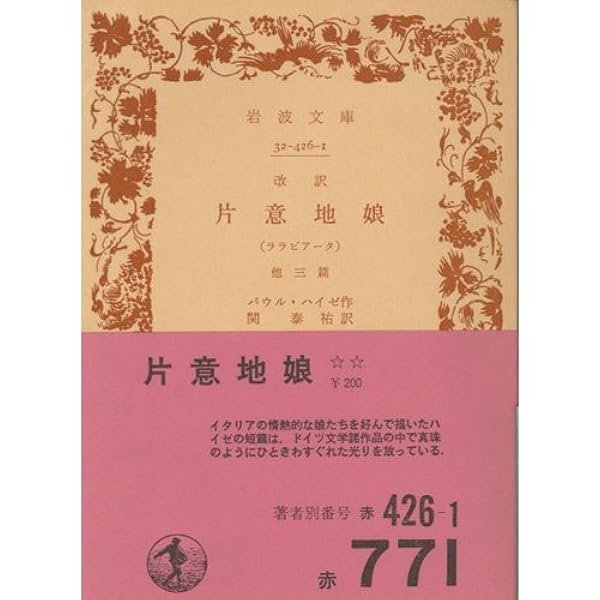 岩波文庫
32-426-1
改訳
片意地娘
(ララビアータ)
他三篇
パウル・ハイゼ作
関泰祐訳
片意地娘 ☆☆
¥200
イタリアの情熱的な娘たちを好んで描いたハ
イゼの短篇は、ドイツ文学諸作品の中で真珠
のようにひときわすぐれた光りを放っている.
著者別番号 赤 426-1
赤 771